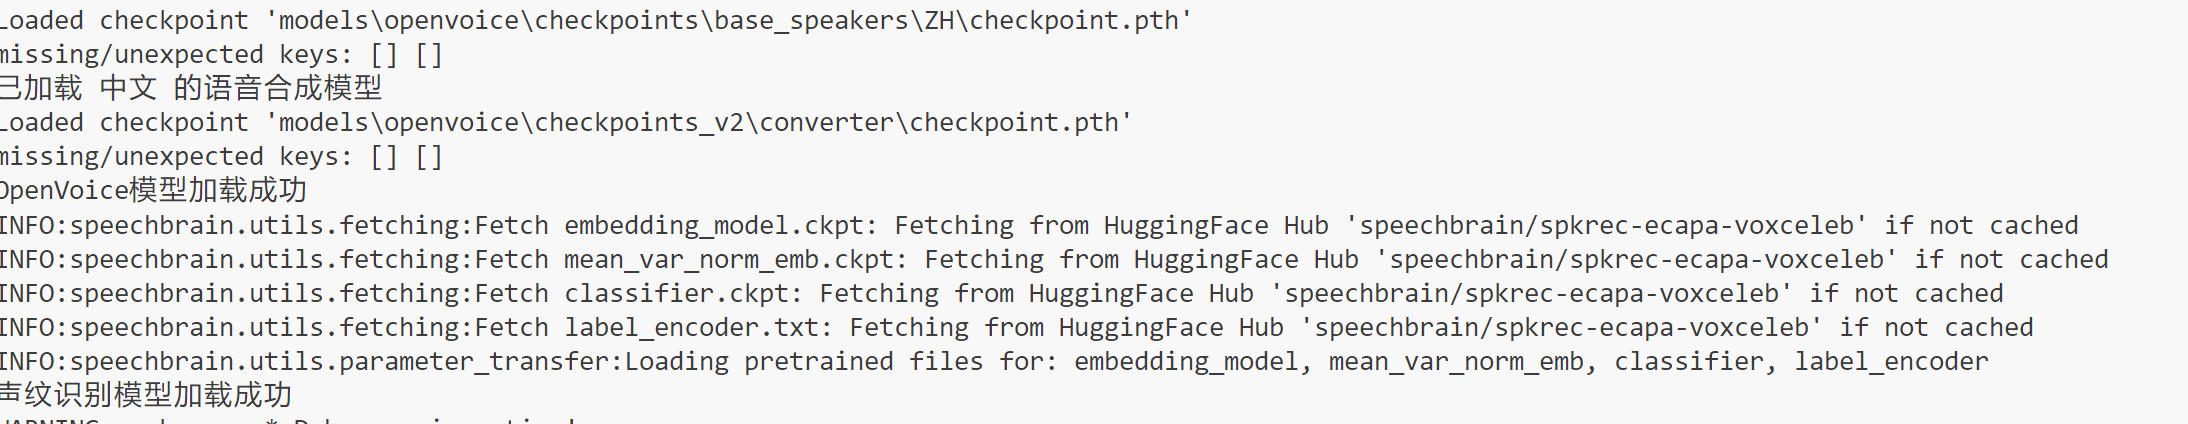 Loaded checkpoint 'models\openvoice\checkpoints\base_speakers\ZH\checkpoint.pth'
missing/unexpected keys: [] []
已加载 中文 的语音合成模型
Loaded checkpoint 'models\openvoice\checkpoints_v2\converter\checkpoint.pth'
missing/unexpected keys: [] []
OpenVoice模型加载成功
INFO:speechbrain.utils.fetching:Fetch embedding_model.ckpt: Fetching from HuggingFace Hub 'speechbrain/spkrec-ecapa-voxceleb' if not cached
INFO:speechbrain.utils.fetching:Fetch mean_var_norm_emb.ckpt: Fetching from HuggingFace Hub 'speechbrain/spkrec-ecapa-voxceleb' if not cached
INFO:speechbrain.utils.fetching:Fetch classifier.ckpt: Fetching from HuggingFace Hub 'speechbrain/spkrec-ecapa-voxceleb' if not cached
INFO:speechbrain.utils.fetching:Fetch label_encoder.txt: Fetching from HuggingFace Hub 'speechbrain/spkrec-ecapa-voxceleb' if not cached
INFO:speechbrain.utils.parameter_transfer:Loading pretrained files for: embedding_model, mean_var_norm_emb, classifier, label_encoder
声纹识别模型加载成功